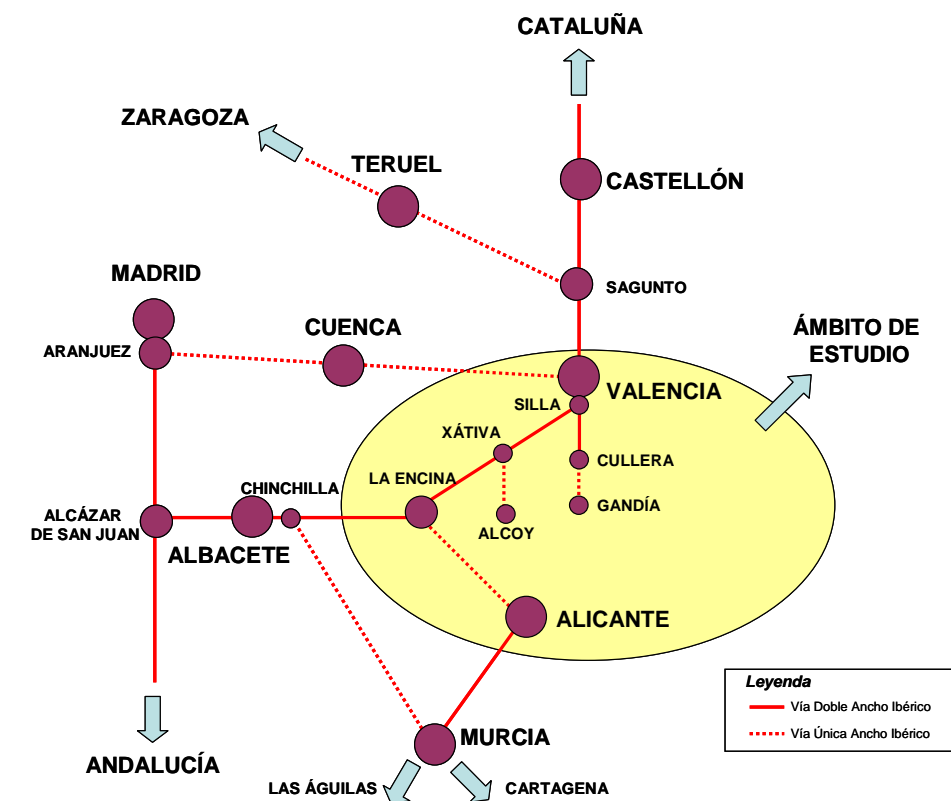 CATALUÑA
ZARAGOZA
TERUEL
CASTELLÓN
MADRID
SAGUNTO
CUENCA
ÁMBITO DE
ESTUDIO
ARANJUEZ
VALENCIA
SILLA
XÁTIVA
CULLERA
LA ENCINA
CHINCHILLA
GANDÍA
ALCÁZAR
DE SAN JUAN
ALCOY
ALBACETE
ALICANTE
Leyenda
Vía Doble Ancho Ibérico
Vía Única Ancho Ibérico
MURCIA
ANDALUCÍA
LAS ÁGUILAS
CARTAGENA